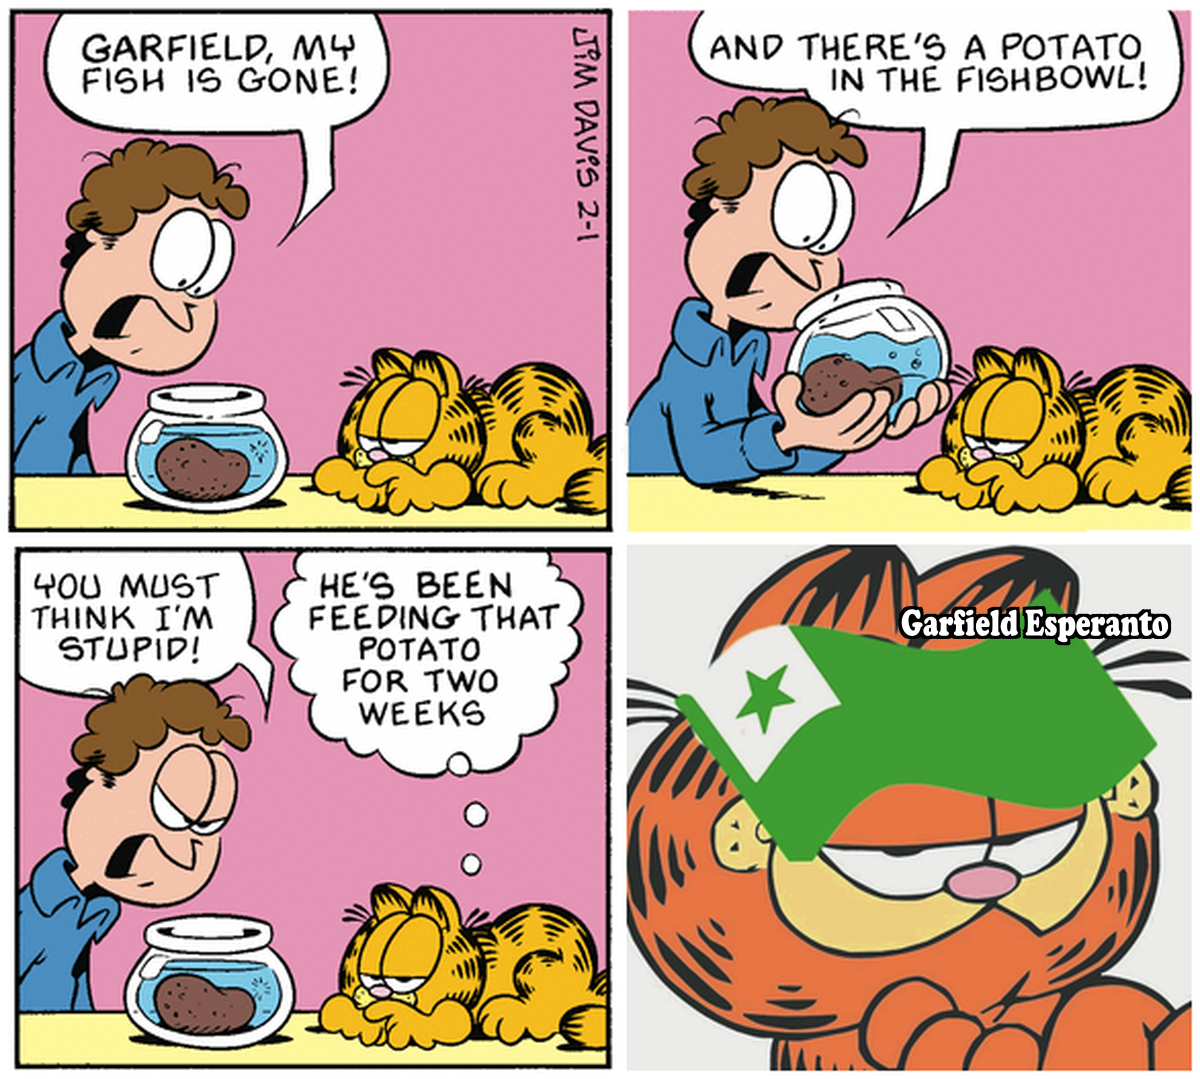 GARFIELD, MY
FISH IS GONE!
JIM DAVIS 2-1
AND THERE'S A POTATO
IN THE FISHBOWL!
YOU MUST
THINK I'M
STUPID!
HE'S BEEN
FEEDING THAT
POTATO
FOR TWO
WEEKS
Garfield Esperanto